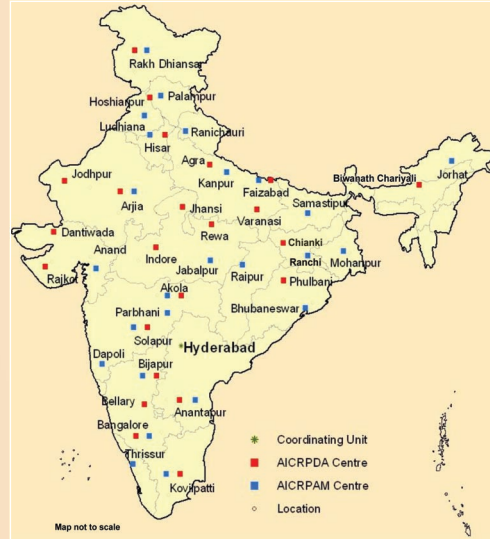 Rakh Dhiansar
Hoshiarpur
Palampur
Ludhiana
Ranichauri
Hisar
Agra
Kanpur
Faizabad
Biwanath Chariyali
Jorhat
Jodhpur
Arjia
Jhansi
Varanasi
Samastipur
Dantiwada
Rewa
Anand
Indore
Chianki
Ranchi
Mohanpur
Rajkot
Jabalpur
Raipur
Phulbani
Akola
Parbhani
Bhubaneswar
Solapur
Hyderabad
Dapoli
Bijapur
Bellary
Anantapur
Bangalore
Thrissur
Kovilpatti
Coordinating Unit
AICRPDA Centre
AICRPAM Centre
Location
Map not to scale